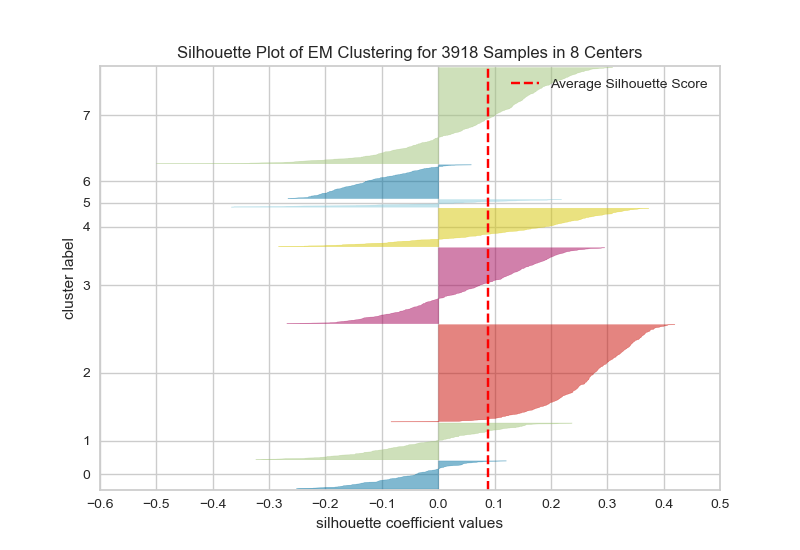 Silhouette Plot of EM Clustering for 3918 Samples in 8 Centers
Average Silhouette Score
cluster label
7
6
5
4
3
2
1
0
−0.6 −0.5 −0.4 −0.3 −0.2 −0.1 0.0 0.1 0.2 0.3 0.4 0.5
silhouette coefficient values